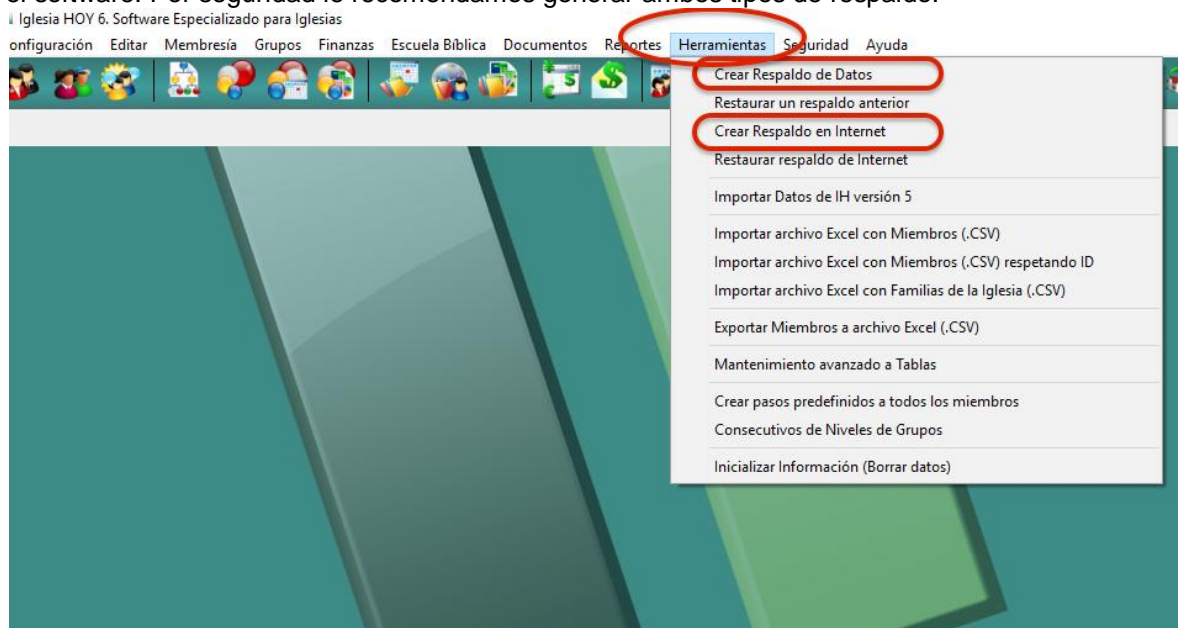 el software. Por seguridad le recomendamos generar ambos tipos de respaldo.
Iglesia HOY 6. Software Especializado para Iglesias
onfiguración Editar Membresía Grupos Finanzas Escuela Bíblica Documentos Reportes Herramientas Seguridad Ayuda
Crear Respaldo de Datos
Restaurar un respaldo anterior
Crear Respaldo en Internet
Restaurar respaldo de Internet
Importar Datos de IH versión 5
Importar archivo Excel con Miembros (.CSV)
Importar archivo Excel con Miembros (.CSV) respetando ID
Importar archivo Excel con Familias de la Iglesia (.CSV)
Exportar Miembros a archivo Excel (.CSV)
Mantenimiento avanzado a Tablas
Crear pasos predefinidos a todos los miembros
Consecutivos de Niveles de Grupos
Inicializar Información (Borrar datos)